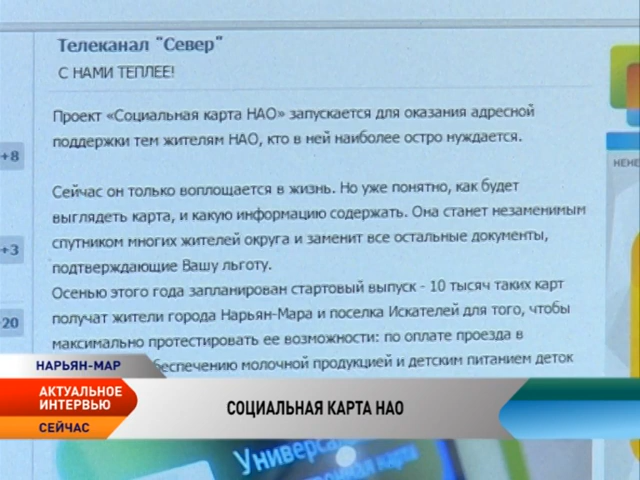 Телеканал "Север"
С НАМИ ТЕПЛЕЕ!
Проект «Социальная карта НАО» запускается для оказания адресной
поддержки тем жителям НАО, кто в ней наиболее остро нуждается.
+8
НЕНЕ
Сейчас он только воплощается в жизнь. Но уже понятно, как будет
выглядеть карта, и какую информацию содержать. Она станет незаменимым
+3
спутником многих жителей округа и заменит все остальные документы,
подтверждающие Вашу льготу.
Осенью этого года запланирован стартовый выпуск - 10 тысяч таких карт
-20
получат жители города Нарьян-Мара и поселка Искателей для того, чтобы
максимально протестировать ее возможности: по оплате проезда в
беспечению молочной продукцией и детским питанием деток
НАРЬЯН-МАР
АКТУАЛЬНОЕ
ИНТЕРВЬЮ
СЕЙЧАС
СОЦИАЛЬНАЯ КАРТА НАО
Универсал
карта